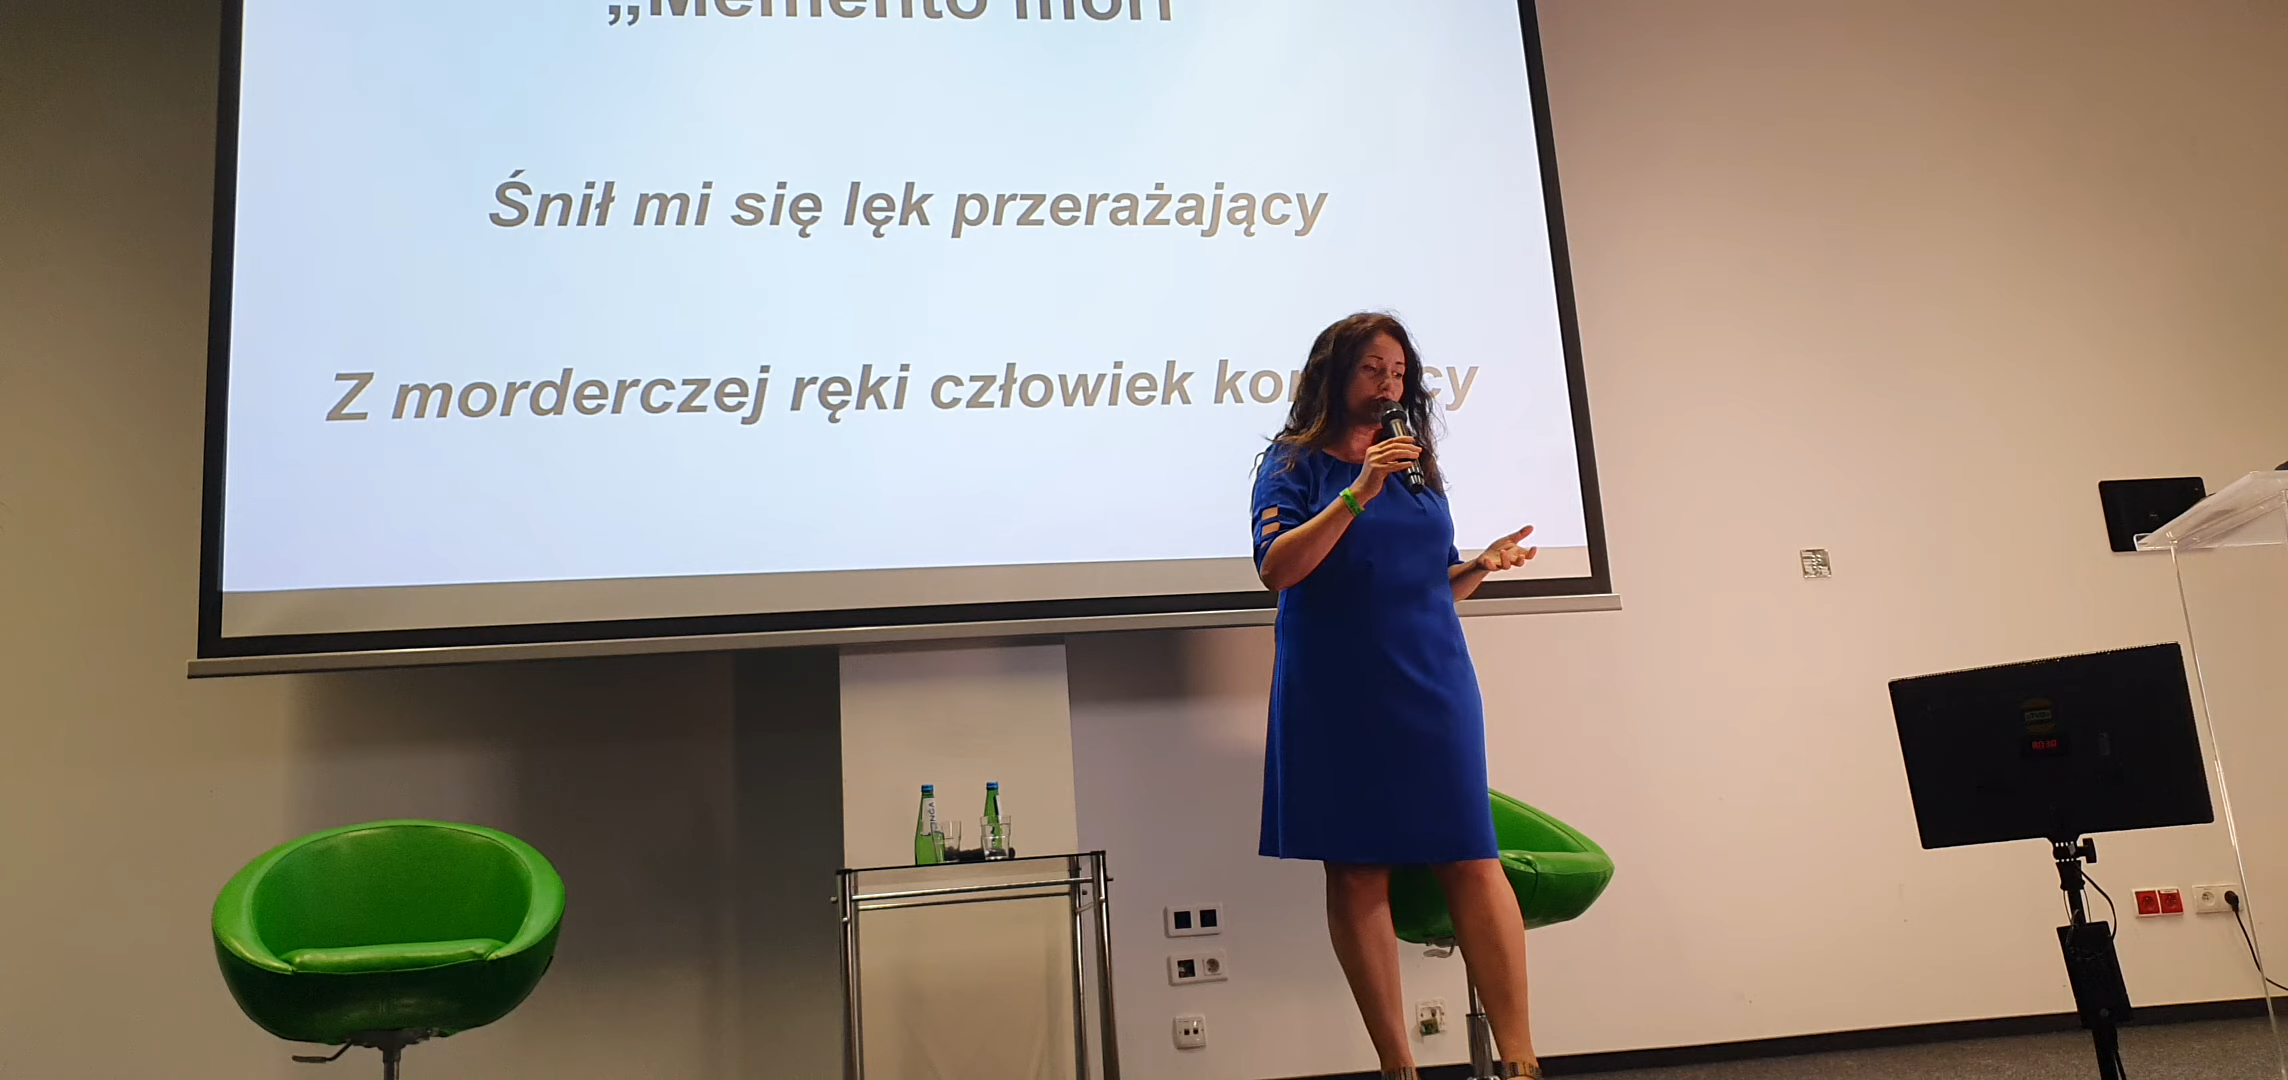 „Memento mori
Śnił mi się lęk przerażający
Z morderczej ręki człowiek